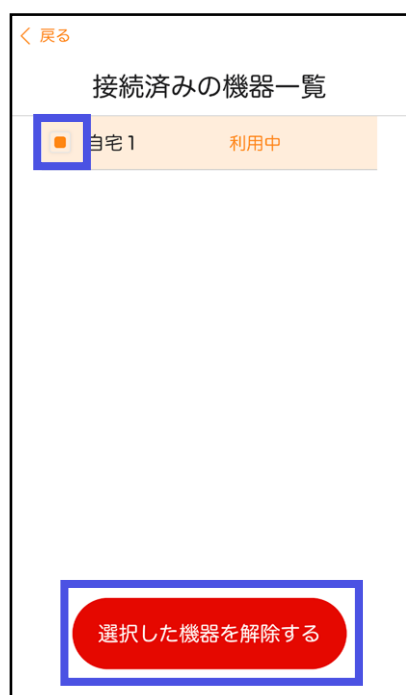 戻る
接続済みの機器一覧
自宅1 利用中
選択した機器を解除する